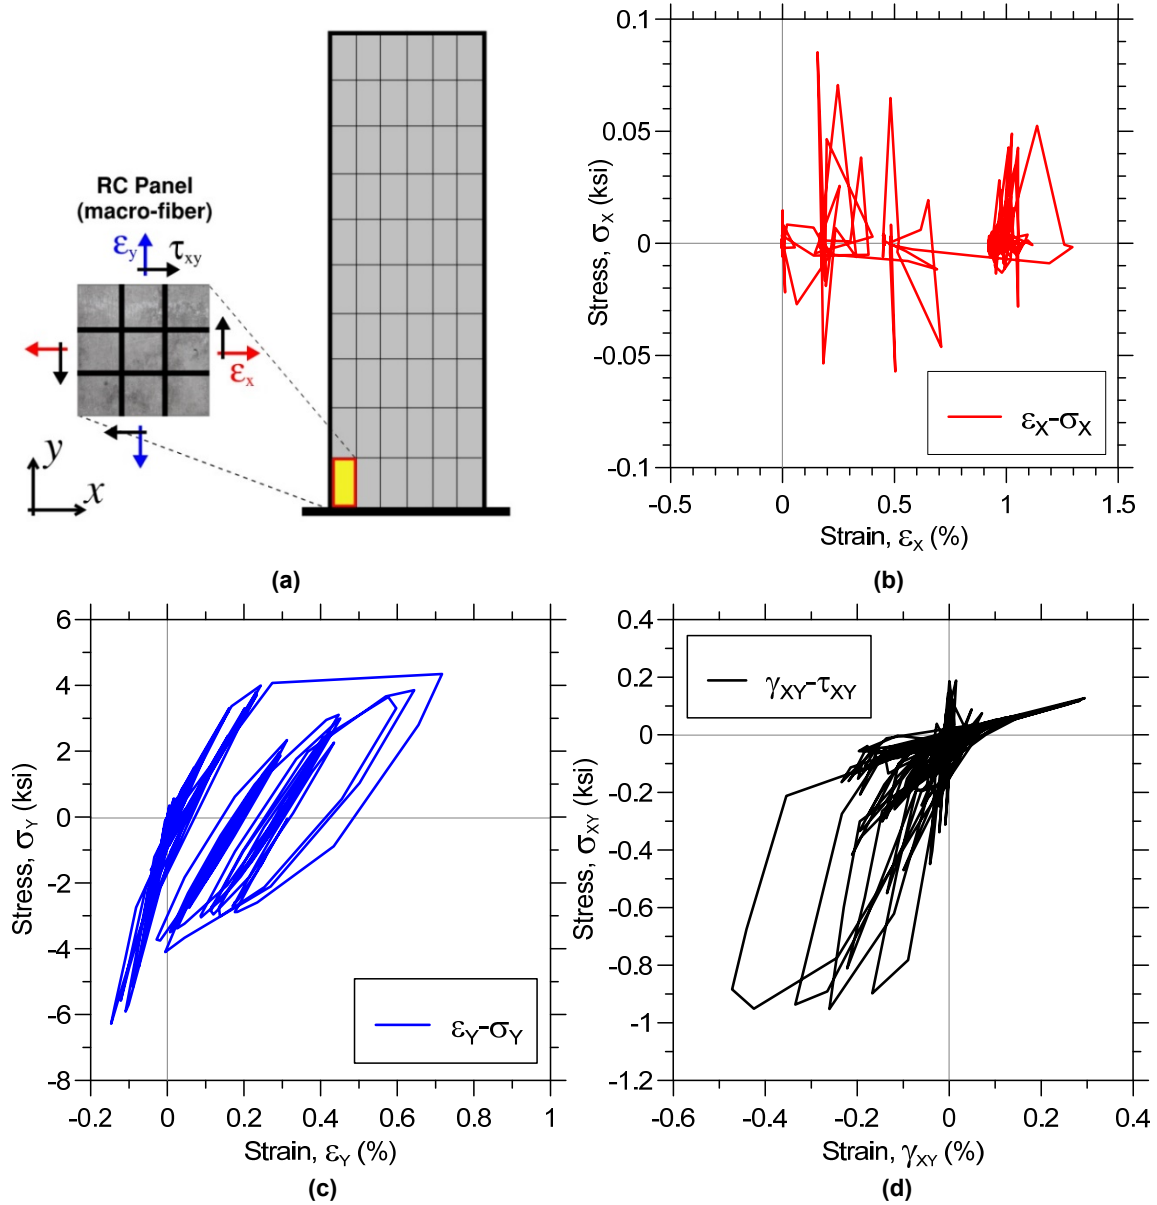 RC Panel
(macro-fiber)
εy
τxy
εx
y
x
(a)
0.1
0.05
0
-0.05
-0.1
Stress, σX (ksi)
-0.5
0
0.5
1
1.5
Strain, εX (%)
εX-σX
(b)
6
4
2
0
-2
-4
-6
-8
Stress, σY (ksi)
-0.2
0
0.2
0.4
0.6
0.8
1
Strain, εY (%)
εY-σY
(c)
0.4
0.2
0
-0.2
-0.4
-0.6
-0.8
-1
-1.2
Stress, σXY (ksi)
-0.6
-0.4
-0.2
0
0.2
0.4
Strain, γXY (%)
γXY-τXY
(d)